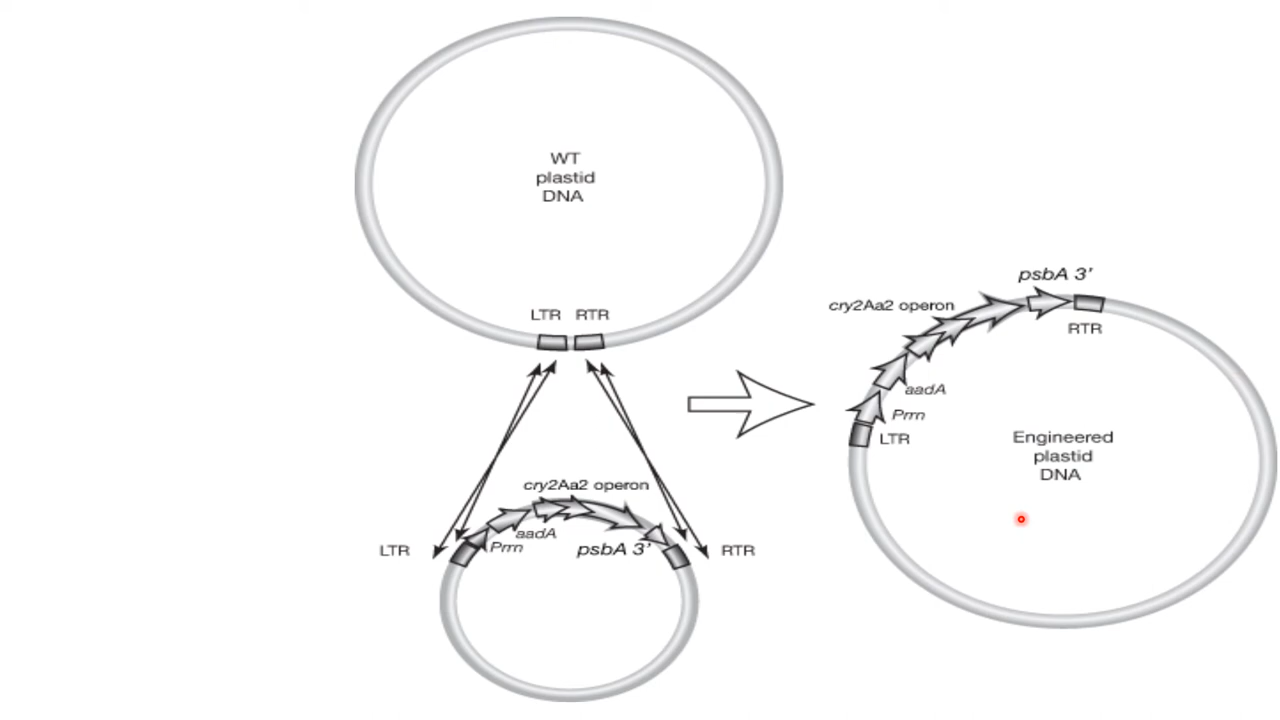 WT
plastid
DNA
LTR RTR
cry2Aa2 operon
aadA
Prrn
psbA 3'
LTR
RTR
psbA 3'
cry2Aa2 operon
RTR
aadA
Prrn
LTR
Engineered
plastid
DNA